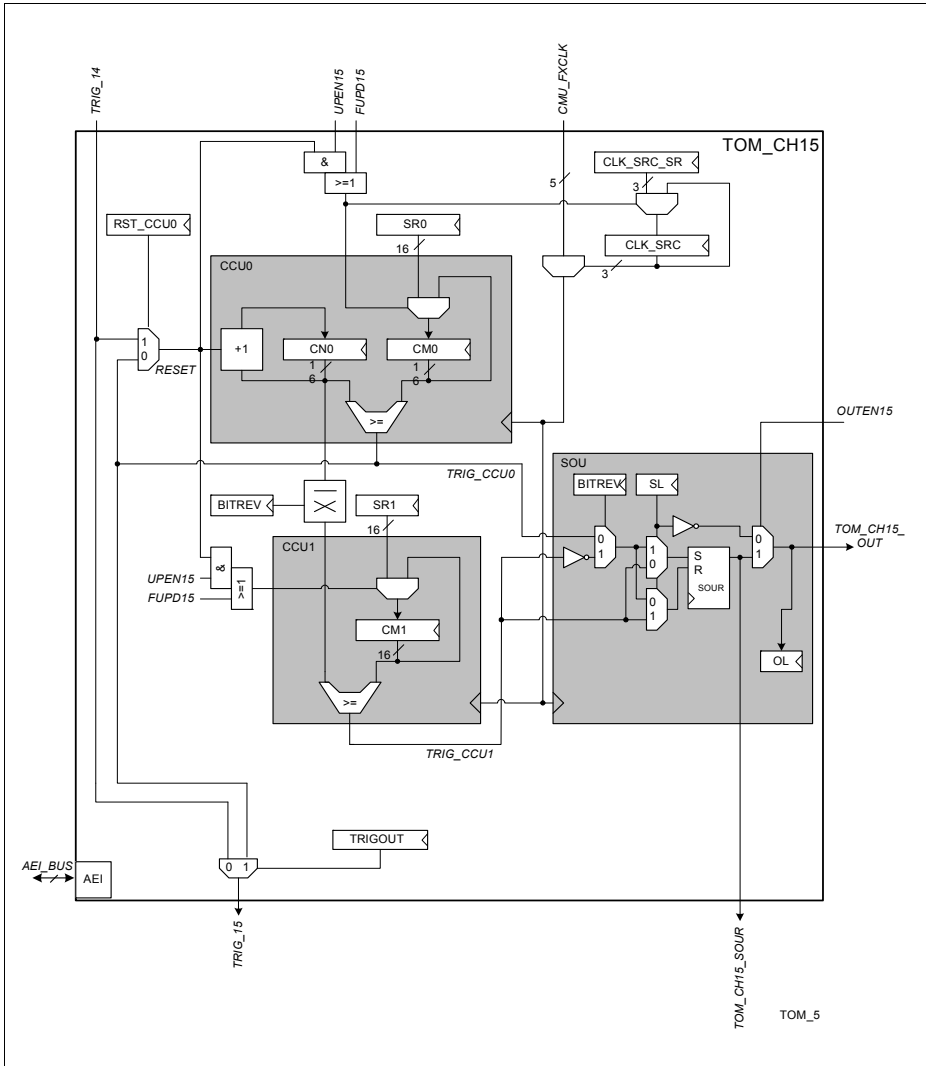 TRIG_14
UPEN15
FUPD15
CMU_FXCLK
TOM_CH15
&
>=1
5
CLK_SRC_SR
3
RST_CCU0
SR0
16
CLK_SRC
3
CCU0
1
0
RESET
+1
CN0
CM0
1
6
1
6
>=
OUTEN15
TRIG_CCU0
SOU
BITREV
SL
BITREV
SR1
16
0
1
1
0
S
R
SOUR
0
1
TOM_CH15_
OUT
CCU1
UPEN15
FUPD15
&
>=1
0
1
CM1
16
OL
>=
TRIG_CCU1
TRIGOUT
AEI_BUS
AEI
0 1
TRIG_15
TOM_CH15_SOUR
TOM_5